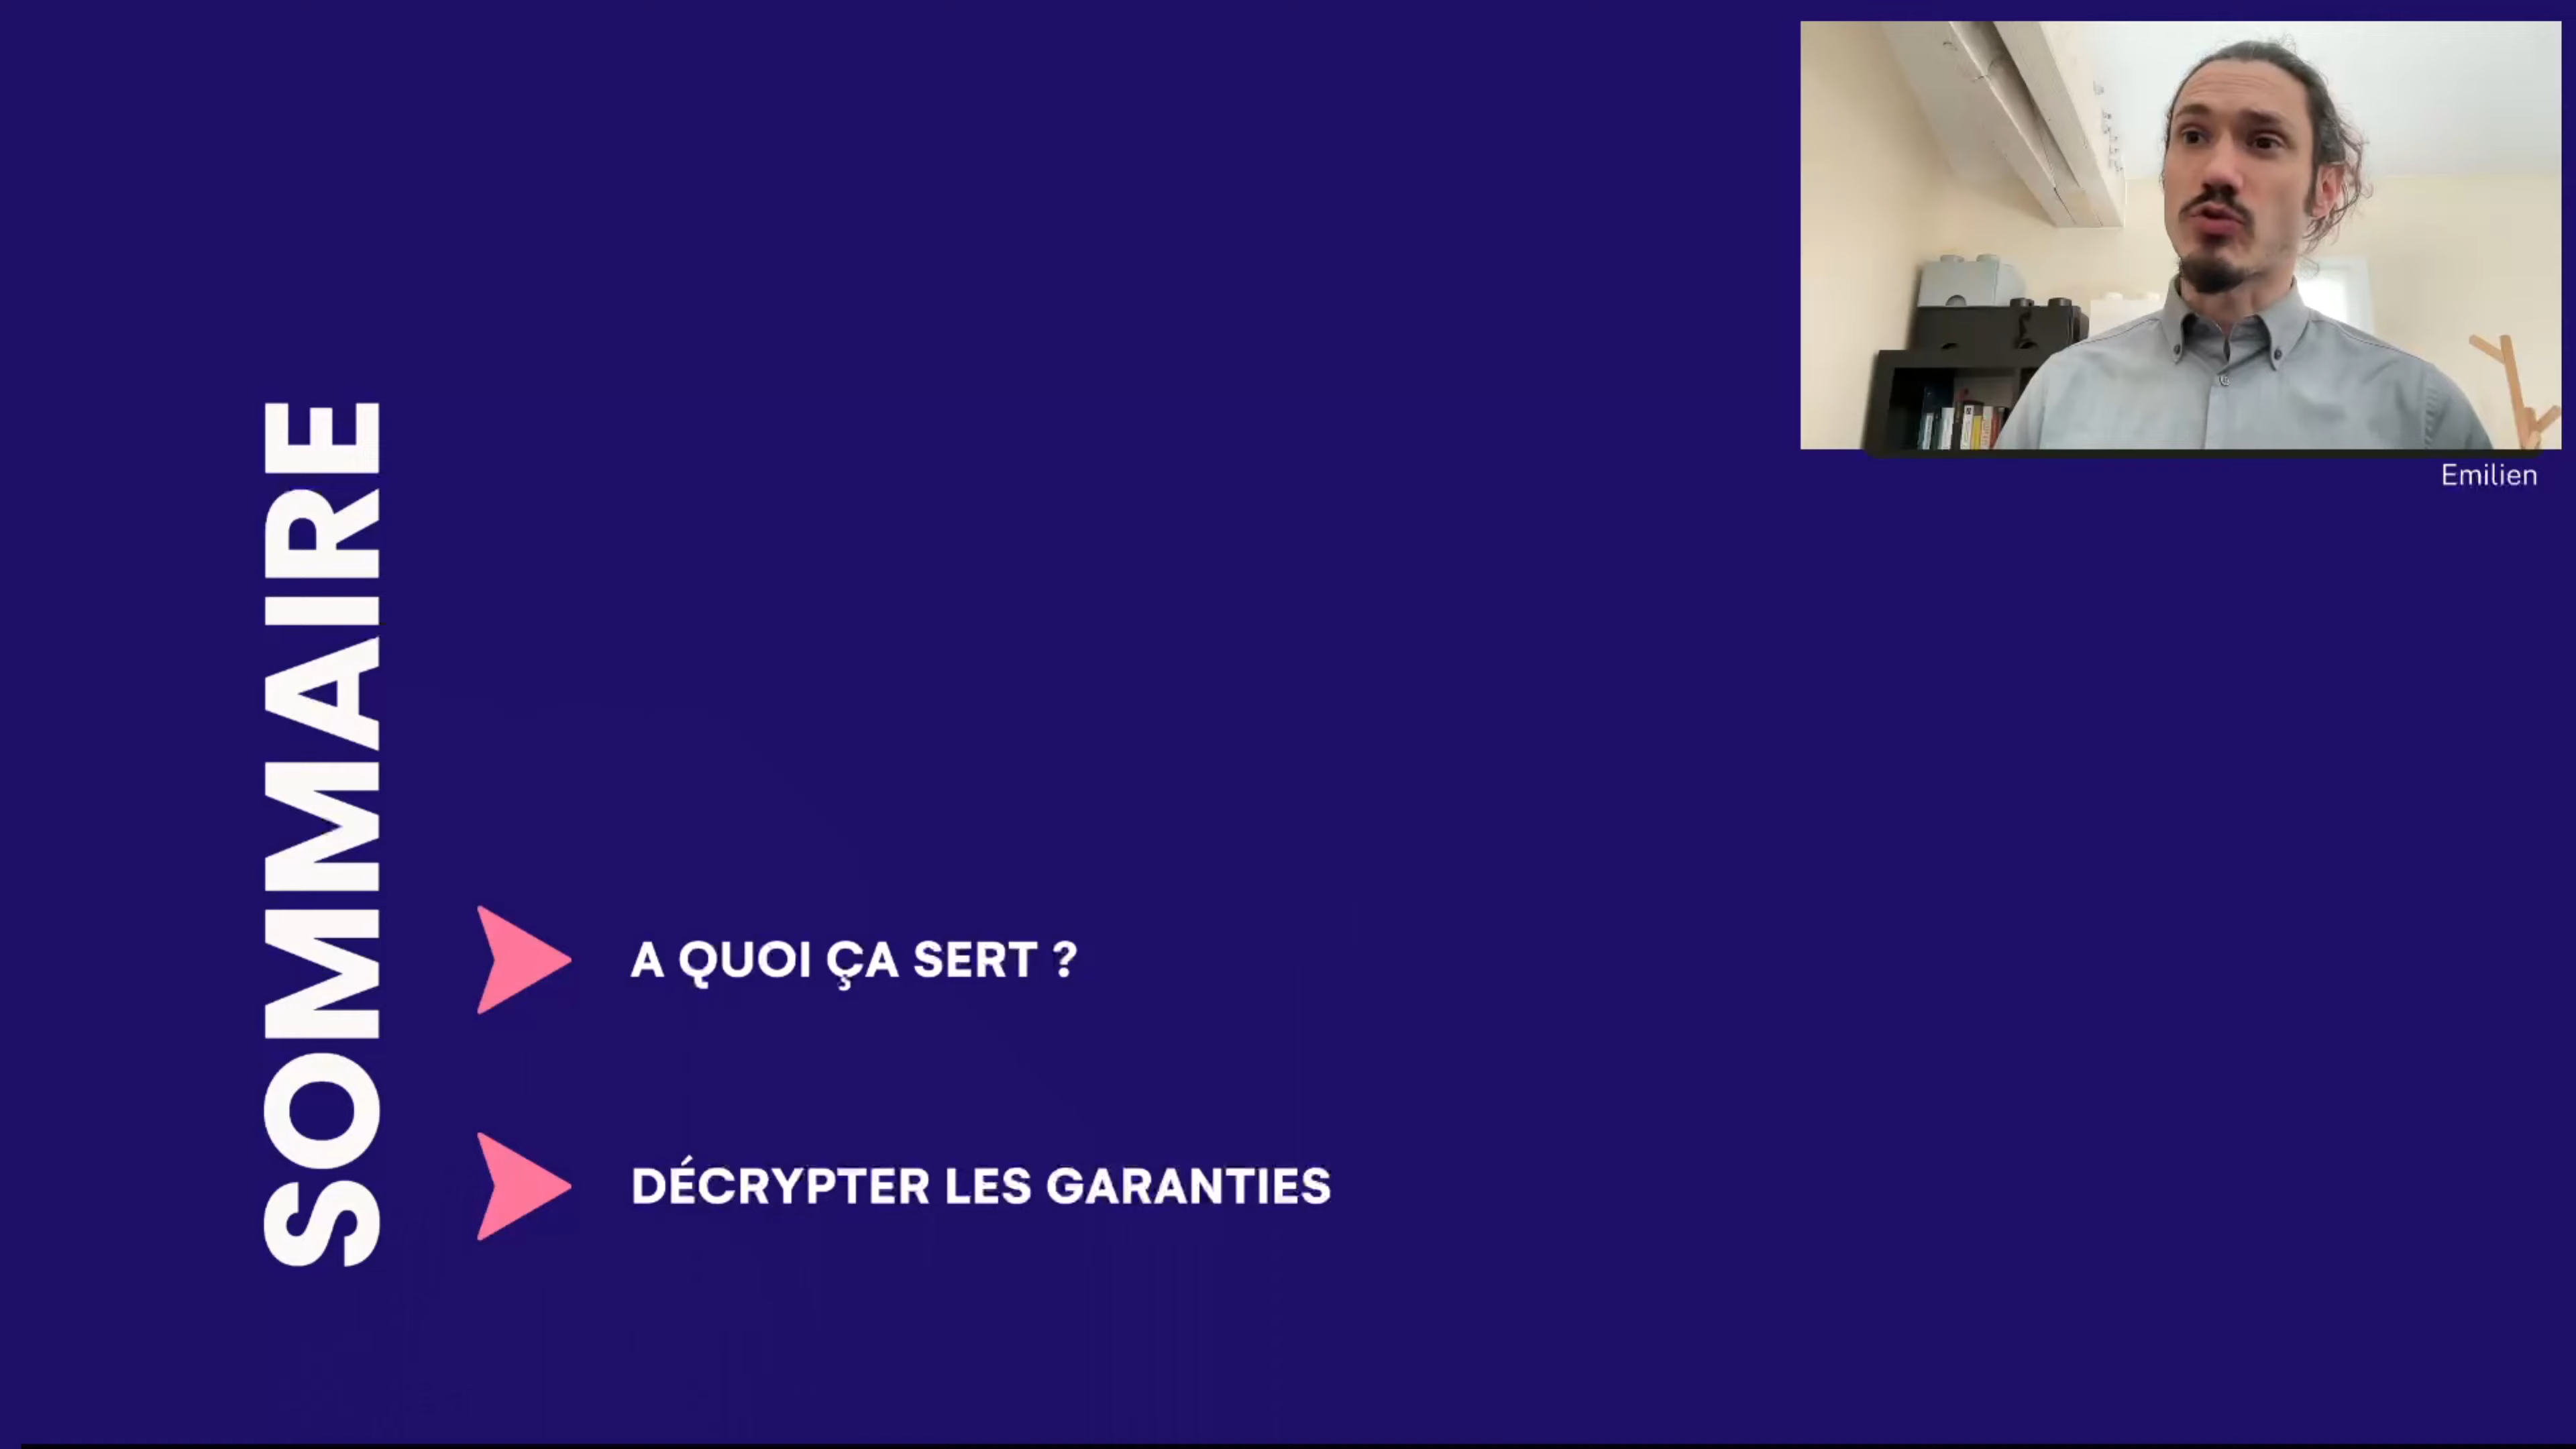 SOMMAIRE
A QUOI ÇA SERT ?
DÉCRYPTER LES GARANTIES
Emilien